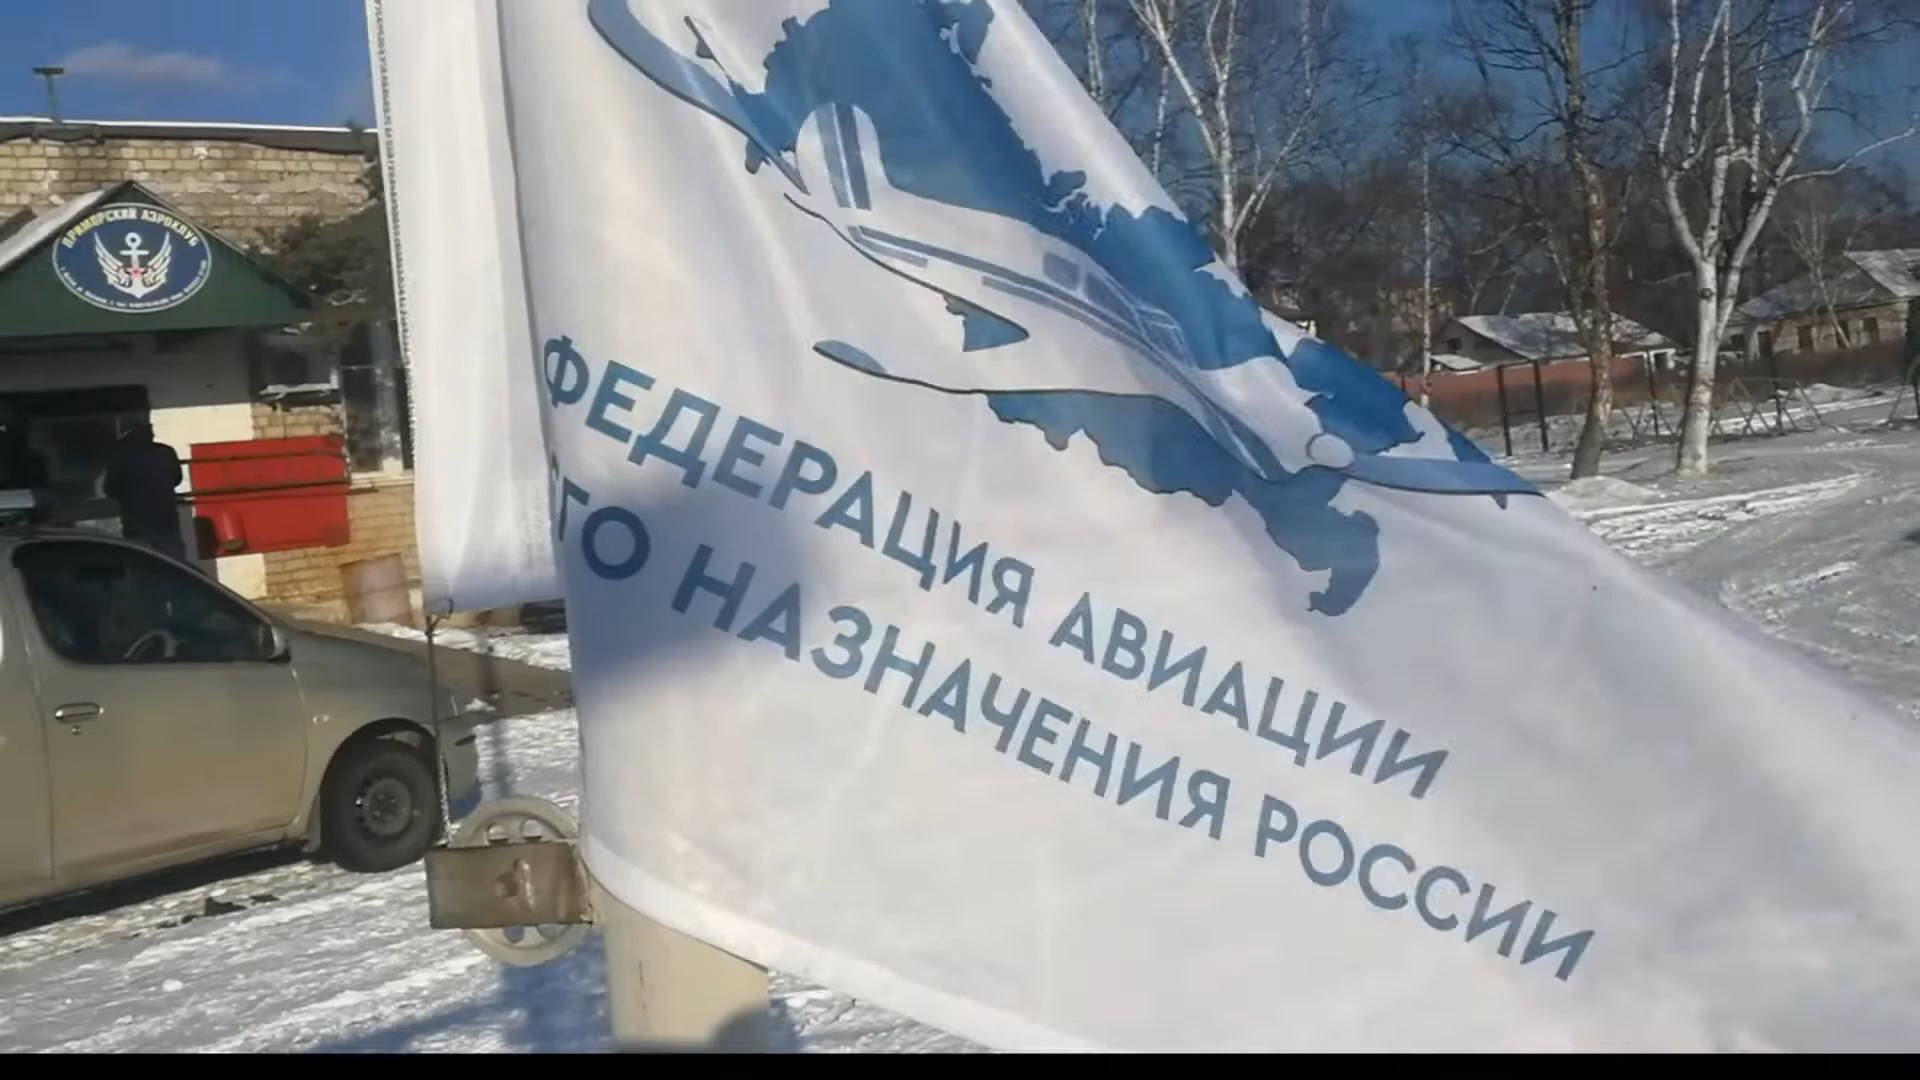 ПРИМОРСКИЙ АЭРОКЛУБ
ФЕДЕРАЦИЯ АВИАЦИИ
ГО НАЗНАЧЕНИЯ РОССИИ